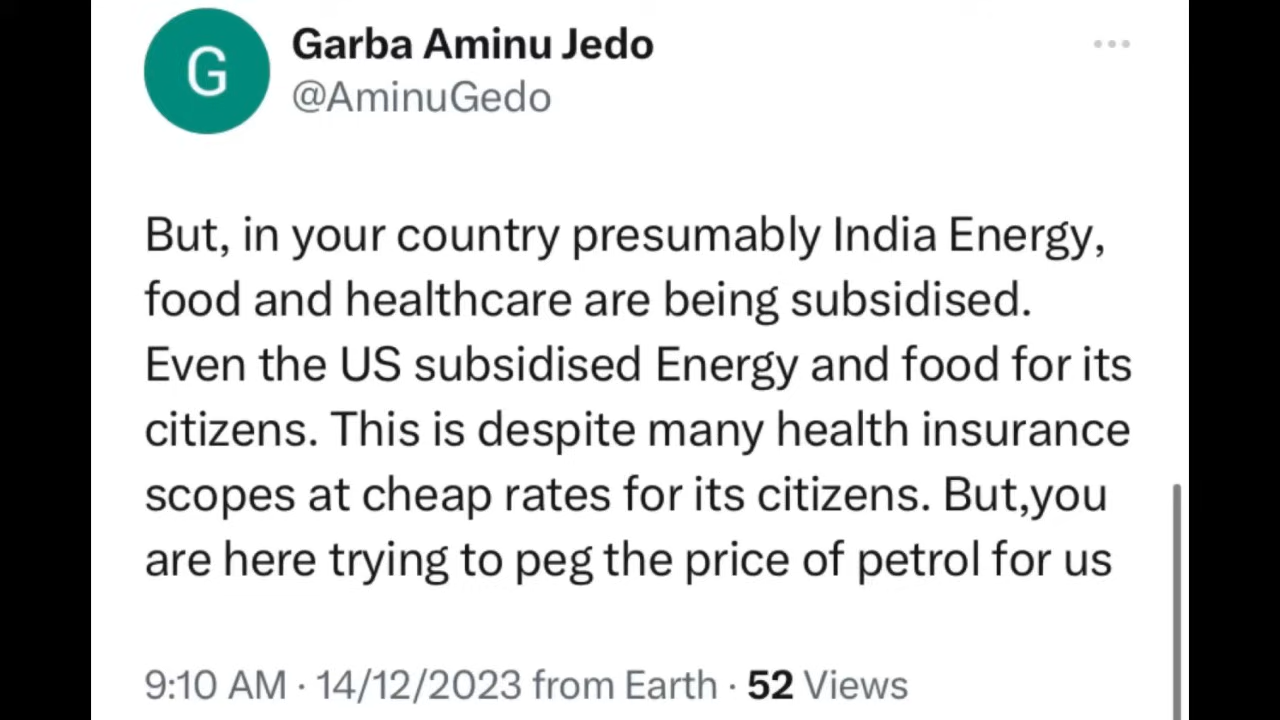 G
Garba Aminu Jedo
@AminuGedo
But, in your country presumably India Energy,
food and healthcare are being subsidised.
Even the US subsidised Energy and food for its
citizens. This is despite many health insurance
scopes at cheap rates for its citizens. But,you
are here trying to peg the price of petrol for us
9:10 AM · 14/12/2023 from Earth · 52 Views